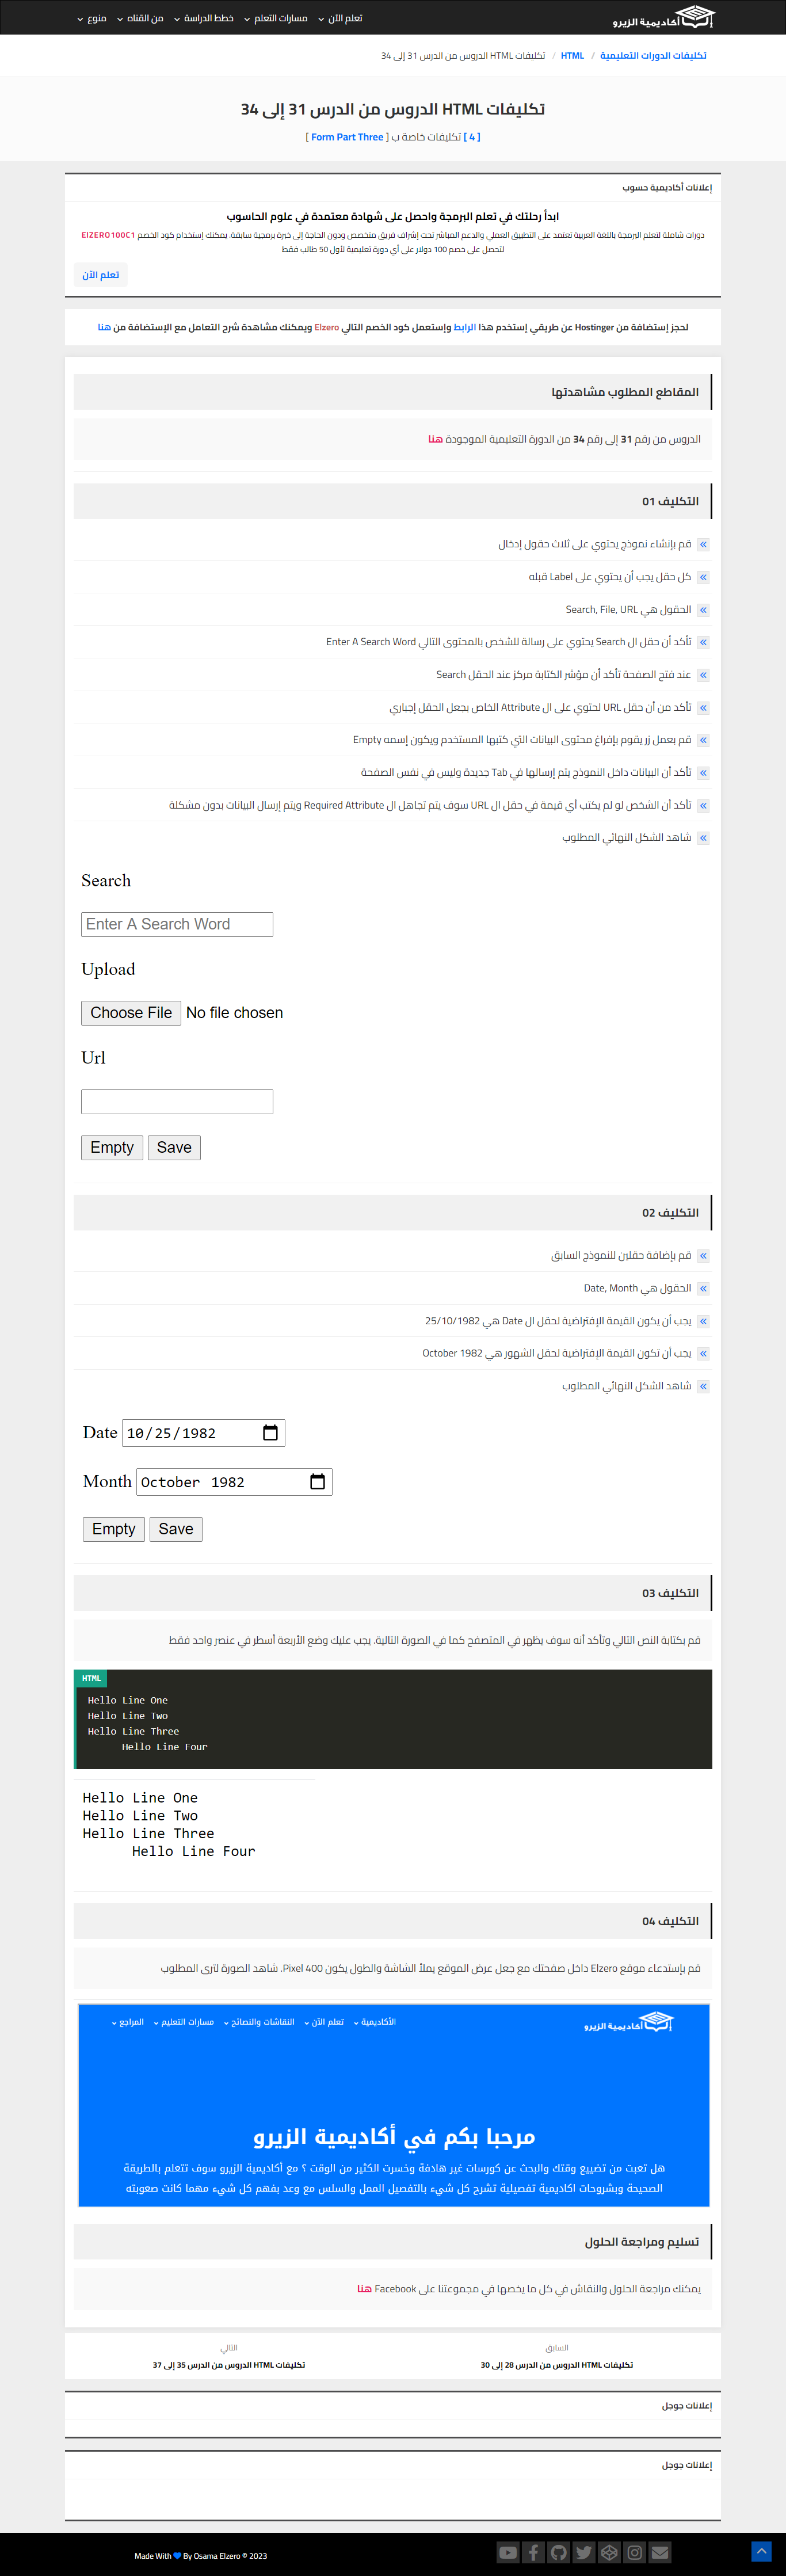 أكاديمية الزيرو
تعلم الآن
مسارات التعلم
خطط الدراسة
من القناه
منوع
تكليفات الدورات التعليمية / HTML / تكليفات HTML الدروس من الدرس 31 إلى 34
تكليفات HTML الدروس من الدرس 31 إلى 34
[ 4 ] تكليفات خاصة ب [ Form Part Three ]
إعلانات أكاديمية حسوب
ابدأ رحلتك في تعلم البرمجة واحصل على شهادة معتمدة في علوم الحاسوب
دورات شاملة لتعلم البرمجة باللغة العربية تعتمد على التطبيق العملي والدعم المباشر تحت إشراف فريق متخصص ودون الحاجة إلى خبرة برمجية سابقة. يمكنك إستخدام كود الخصم ElZERO100C1
لتحصل على خصم 100 دولار على أي دورة تعليمية لأول 50 طالب فقط
تعلم الآن
لحجز إستضافة من Hostinger عن طريقي إستخدم هذا الرابط وإستعمل كود الخصم التالي Elzero ويمكنك مشاهدة شرح التعامل مع الإستضافة من هنا
المقاطع المطلوب مشاهدتها
الدروس من رقم 31 إلى رقم 34 من الدورة التعليمية الموجودة هنا
التكليف 01
قم بإنشاء نموذج يحتوي على ثلاث حقول إدخال
كل حقل يجب أن يحتوي على Label قبله
الحقول هي Search, File, URL
تأكد أن حقل ال Search يحتوي على رسالة للشخص بالمحتوى التالي Enter A Search Word
عند فتح الصفحة تأكد أن مؤشر الكتابة مركز عند الحقل Search
تأكد من أن حقل URL لحتوي على ال Attribute الخاص بجعل الحقل إجباري
قم بعمل زر يقوم بإفراغ محتوى البيانات التي كتبها المستخدم ويكون إسمه Empty
تأكد أن البيانات داخل النموذج يتم إرسالها في Tab جديدة وليس في نفس الصفحة
تأكد أن الشخص لو لم يكتب أي قيمة في حقل ال URL سوف يتم تجاهل ال Required Attribute ويتم إرسال البيانات بدون مشكلة
شاهد الشكل النهائي المطلوب
Search
Enter A Search Word
Upload
Choose File No file chosen
Url
Empty Save
التكليف 02
قم بإضافة حقلين للنموذج السابق
الحقول هي Date, Month
يجب أن يكون القيمة الإفتراضية لحقل ال Date هي 25/10/1982
يجب أن تكون القيمة الإفتراضية لحقل الشهور هي October 1982
شاهد الشكل النهائي المطلوب
Date 10/25/1982
Month October 1982
Empty Save
التكليف 03
قم بكتابة النص التالي وتأكد أنه سوف يظهر في المتصفح كما في الصورة التالية. يجب عليك وضع الأربعة أسطر في عنصر واحد فقط
HTML
Hello Line One
Hello Line Two
Hello Line Three
Hello Line Four
Hello Line One
Hello Line Two
Hello Line Three
Hello Line Four
التكليف 04
قم بإستدعاء موقع Elzero داخل صفحتك مع جعل عرض الموقع يملأ الشاشة والطول يكون 400 Pixel. شاهد الصورة لترى المطلوب
أكاديمية الزيرو
الأكاديمية
تعلم الآن
النقاشات والنصائح
مسارات التعليم
المراجع
مرحبا بكم في أكاديمية الزيرو
هل تعبت من تضييع وقتك والبحث عن كورسات غير هادفة وخسرت الكثير من الوقت ؟ مع أكاديمية الزيرو سوف تتعلم بالطريقة
الصحيحة وبشروحات اكاديمية تفصيلية تشرح كل شيء بالتفصيل الممل والسلس مع وعد بفهم كل شيء مهما كانت صعوبته
تسليم ومراجعة الحلول
يمكنك مراجعة الحلول والنقاش في كل ما يخصها في مجموعتنا على Facebook هنا
السابق
تكليفات HTML الدروس من الدرس 28 إلى 30
التالي
تكليفات HTML الدروس من الدرس 35 إلى 37
إعلانات جوجل
إعلانات جوجل
Made With By Osama Elzero © 2023